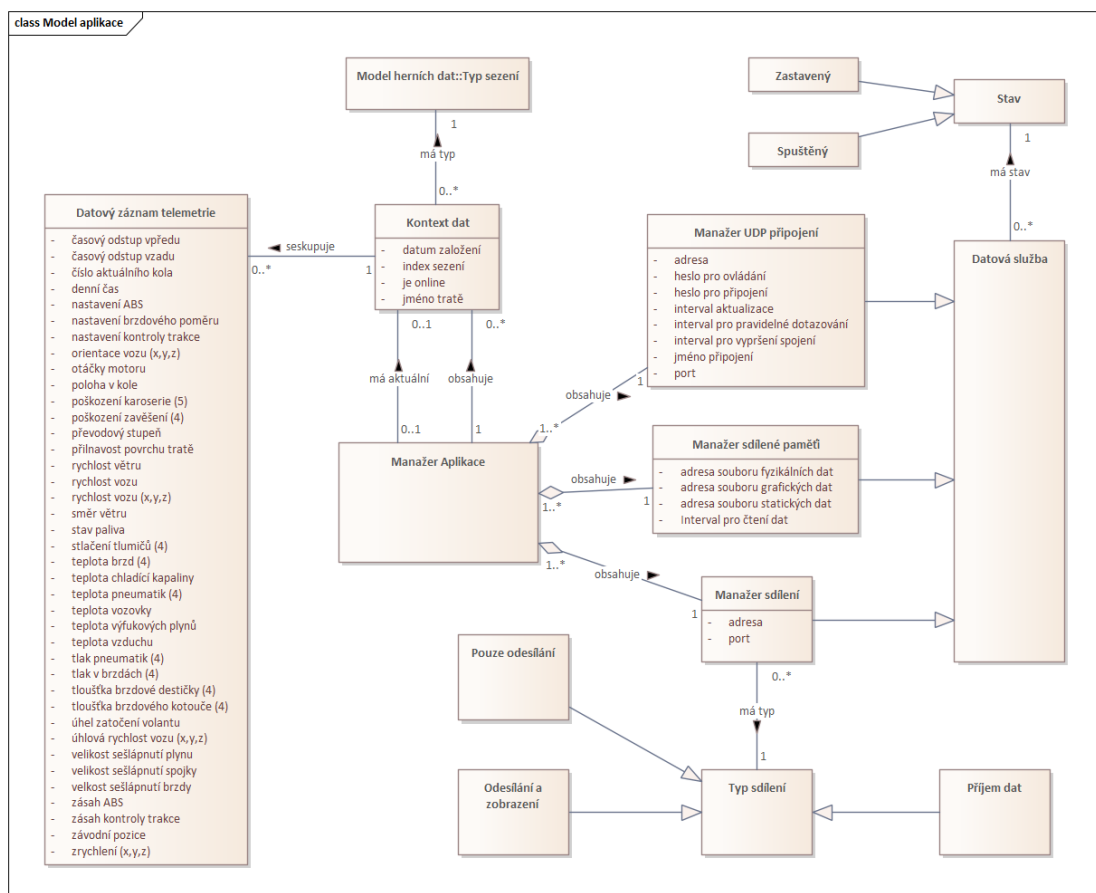 class Model aplikace
Model herních dat::Typ sezení
1
má typ
0..*
Zastavený
Spuštěný
Stav
1
má stav
0..*
Datový záznam telemetrie
- časový odstup vpředu
- časový odstup vzadu
- číslo aktuálního kola
- denní čas
- nastavení ABS
- nastavení brzdového poměru
- nastavení kontroly trakce
- orientace vozu (x,y,z)
- otáčky motoru
- poloha v kole
- poškození karoserie (5)
- poškození zavěšení (4)
- převodový stupeň
- přilnavost povrchu tratě
- rychlost větru
- rychlost vozu
- rychlost vozu (x,y,z)
- směr větru
- stav paliva
- stlačení tlumičů (4)
- teplota brzd (4)
- teplota chladící kapaliny
- teplota pneumatik (4)
- teplota vozovky
- teplota výfukových plynů
- teplota vzduchu
- tlak pneumatik (4)
- tlak v brzdách (4)
- tloušťka brzdové destičky (4)
- tloušťka brzdového kotouče (4)
- úhel zatočení volantu
- úhlová rychlost vozu (x,y,z)
- velikost sešlápnutí plynu
- velikost sešlápnutí spojky
- velkost sešlápnutí brzdy
- zásah ABS
- zásah kontroly trakce
- závodní pozice
- zrychlení (x,y,z)
seskupuje
0..*
1
Kontext dat
- datum založení
- index sezení
- je online
- jméno tratě
0..1
0..*
má aktuální
obsahuje
0..1
1
Manažer Aplikace
Manažer UDP připojení
- adresa
- heslo pro ovládání
- heslo pro připojení
- interval aktualizace
- interval pro pravidelné dotazování
- interval pro vypršení spojení
- jméno připojení
- port
Datová služba
obsahuje
1
1..*
Manažer sdílené paměťi
- adresa souboru fyzikálních dat
- adresa souboru grafických dat
- adresa souboru statických dat
- Interval pro čtení dat
obsahuje
1
1..*
1..*
obsahuje
1
Manažer sdílení
- adresa
- port
0..*
má typ
1
Pouze odesílání
Odesílání a
zobrazení
Typ sdílení
Příjem dat